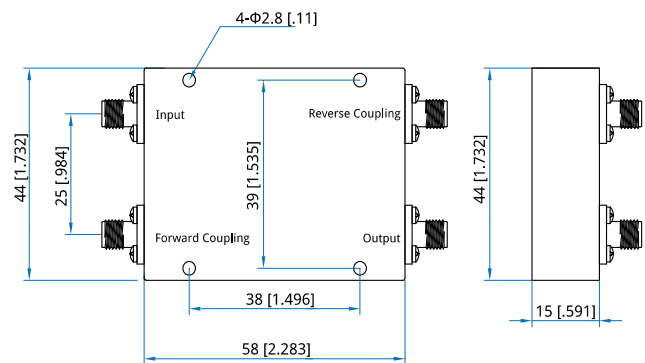 4-Φ2.8 [.11]
Input
Reverse Coupling
44 [1.732]
25 [.984]
39 [1.535]
44 [1.732]
Forward Coupling
Output
38 [1.496]
15 [.591]
58 [2.283]